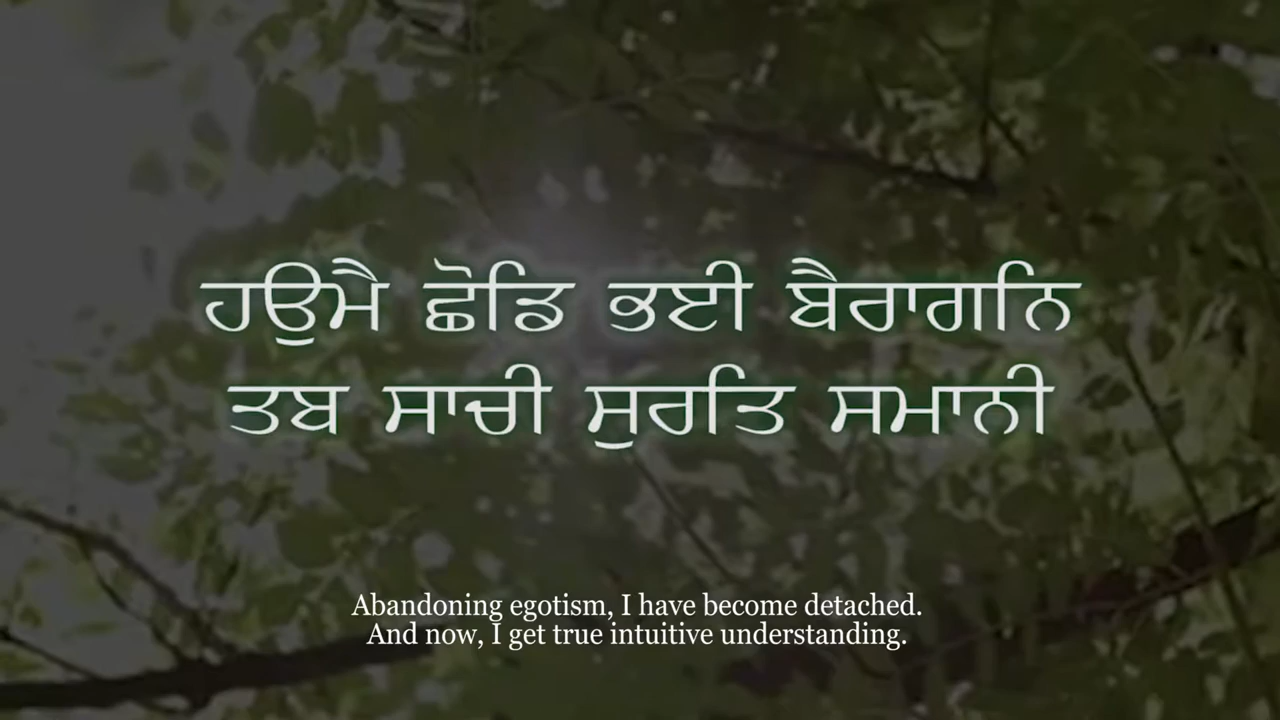 ਹਉਮੈ ਛੋਡਿ ਭਈ ਬੈਰਾਗਨਿ
ਤਬ ਸਾਚੀ ਸੁਰਤਿ ਸਮਾਨੀ
Abandoning egotism, I have become detached.
And now, I get true intuitive understanding.